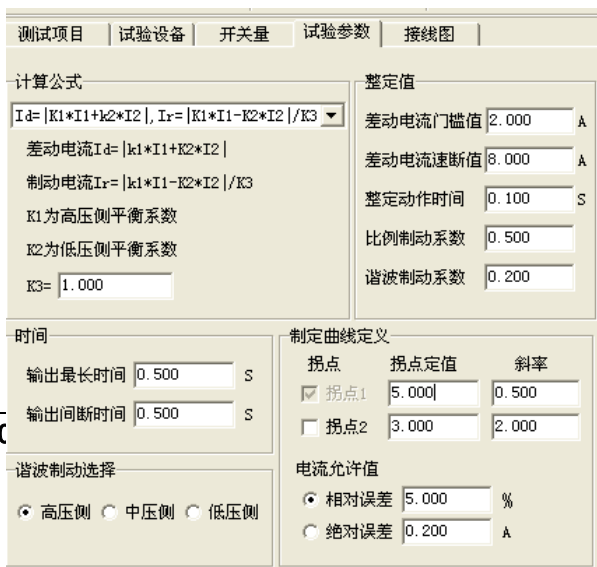 测试项目 试验设备 开关量 试验参数 接线图
计算公式
Id=|K1*I1+k2*I2|,Ir=|K1*I1-K2*I2|/K3
差动电流Id=|k1*I1+K2*I2|
制动电流Ir=|k1*I1-K2*I2|/K3
K1为高压侧平衡系数
K2为低压侧平衡系数
K3= 1.000
整定值
差动电流门槛值 2.000 A
差动电流速断值 8.000 A
整定动作时间 0.100 S
比例制动系数 0.500
谐波制动系数 0.200
时间
输出最长时间 0.500 S
输出间断时间 0.500 S
谐波制动选择
高压侧 中压侧 低压侧
制定曲线定义
拐点 拐点定值 斜率
拐点1 5.000 0.500
拐点2 3.000 2.000
电流允许值
相对误差 5.000 %
绝对误差 0.200 A